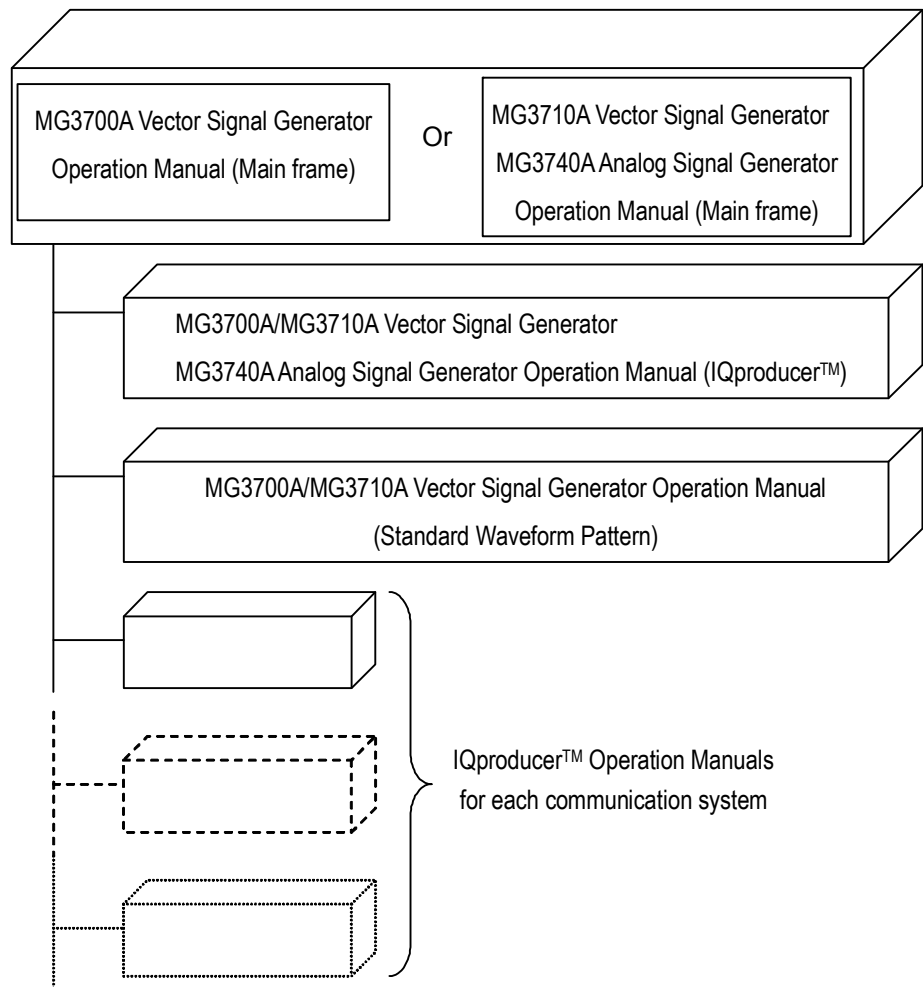 MG3700A Vector Signal Generator
Operation Manual (Main frame)
Or
MG3710A Vector Signal Generator
MG3740A Analog Signal Generator
Operation Manual (Main frame)
MG3700A/MG3710A Vector Signal Generator
MG3740A Analog Signal Generator Operation Manual (IQproducer™)
MG3700A/MG3710A Vector Signal Generator Operation Manual
(Standard Waveform Pattern)
IQproducer™ Operation Manuals
for each communication system